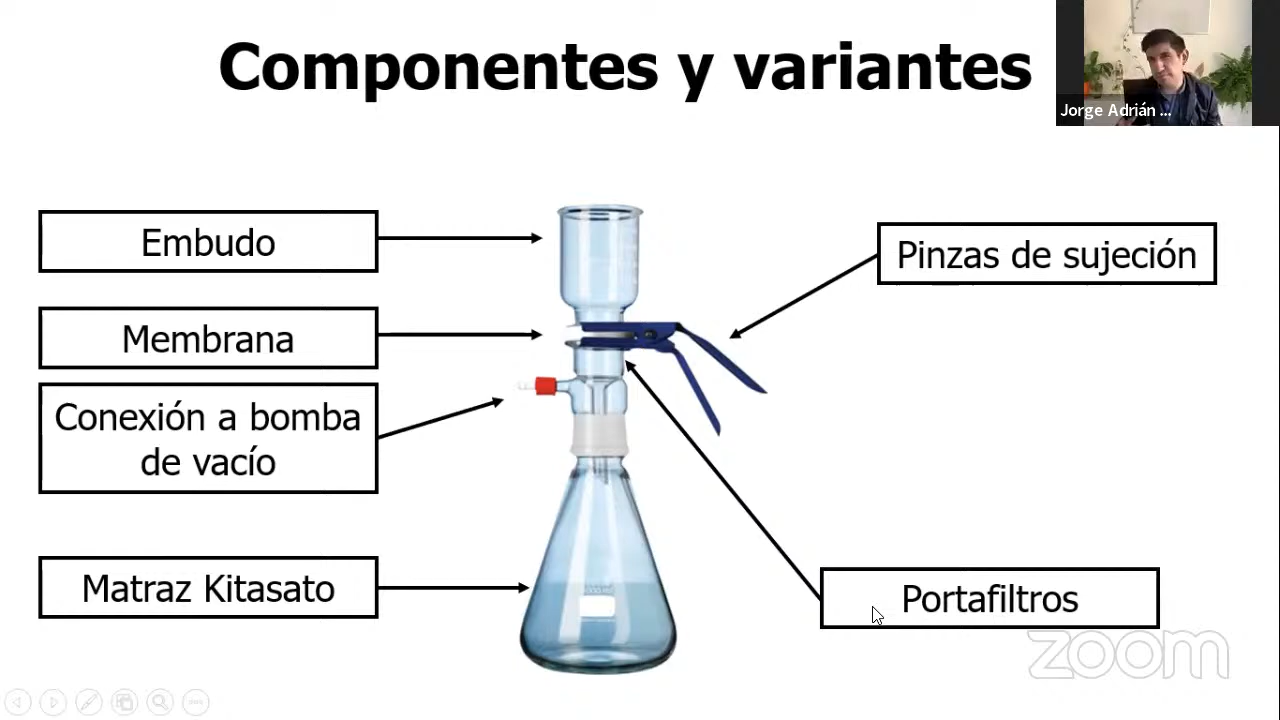 Componentes y variantes
Jorge Adrián ...
Embudo
Pinzas de sujeción
Membrana
Conexión a bomba
de vacío
Matraz Kitasato
Portafiltros
zoom